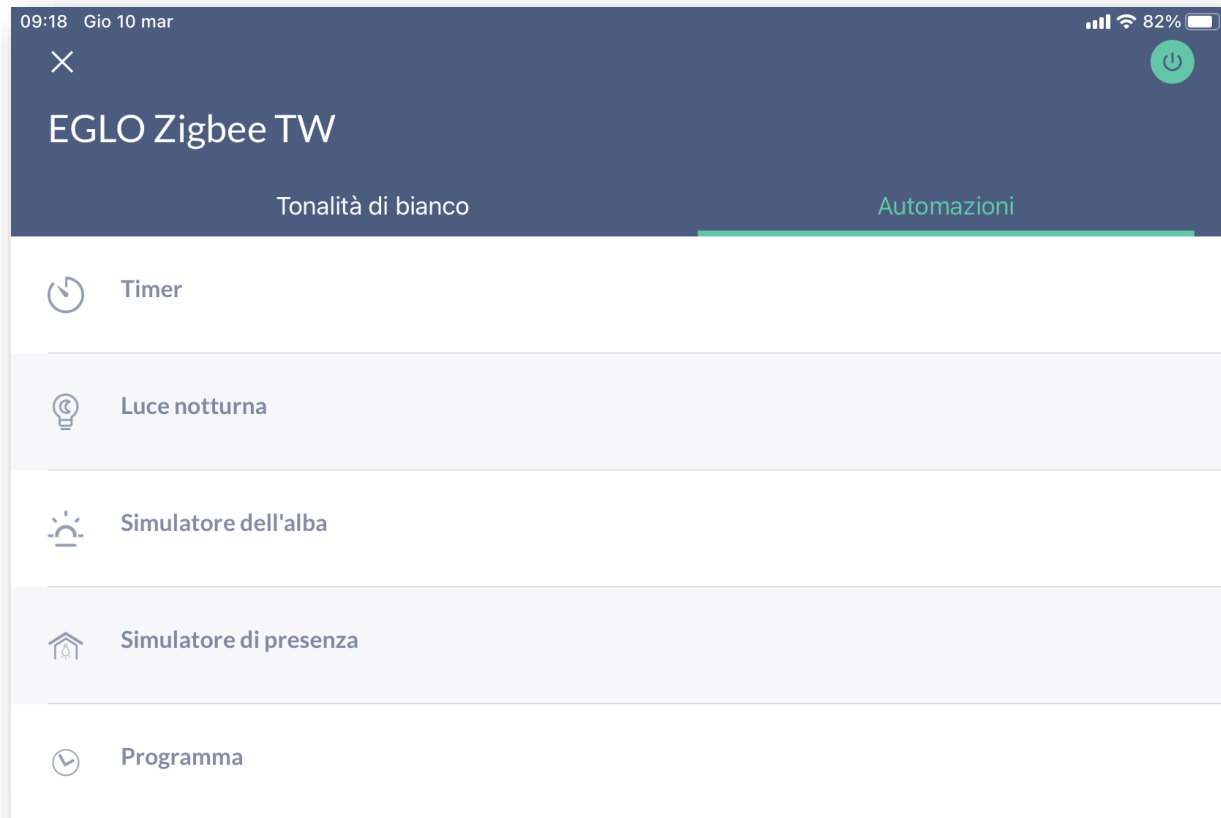 09:18 Gio 10 mar 82%
EGLO Zigbee TW
Tonalità di bianco Automazioni
Timer
Luce notturna
Simulatore dell'alba
Simulatore di presenza
Programma